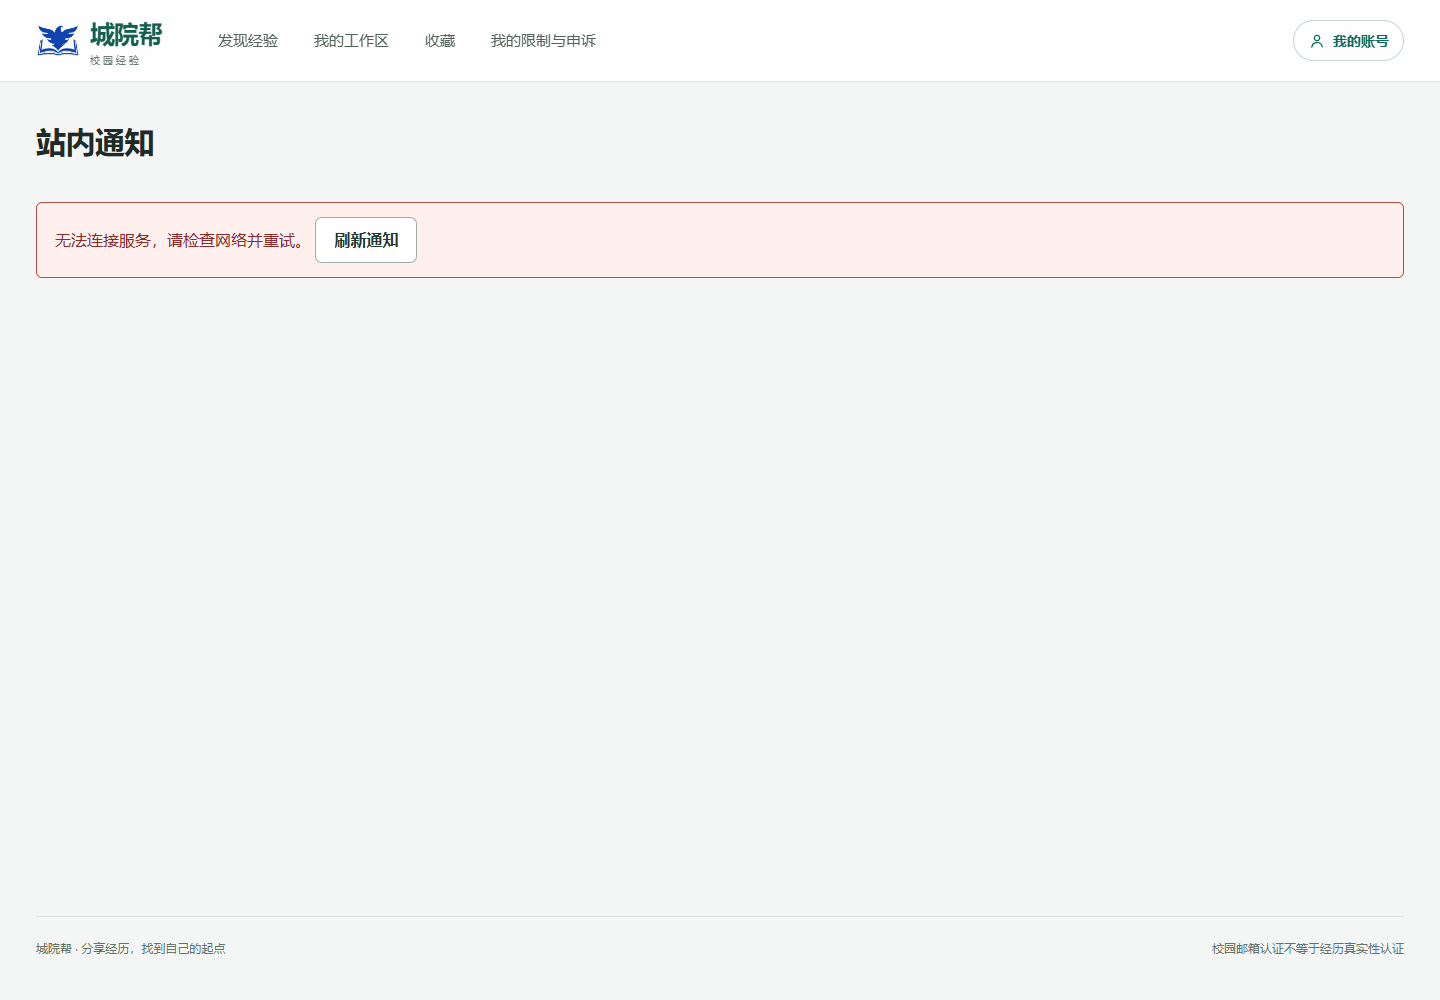 城院帮
校园经验
发现经验
我的工作区
收藏
我的限制与申诉
我的账号
站内通知
无法连接服务，请检查网络并重试。
刷新通知
城院帮 · 分享经历，找到自己的起点
校园邮箱认证不等于经历真实性认证